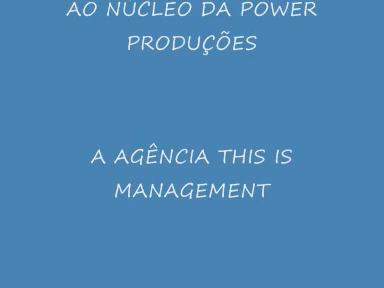 AO NÚCLEO DA POWER
PRODUÇÕES
A AGÊNCIA THIS IS
MANAGEMENT